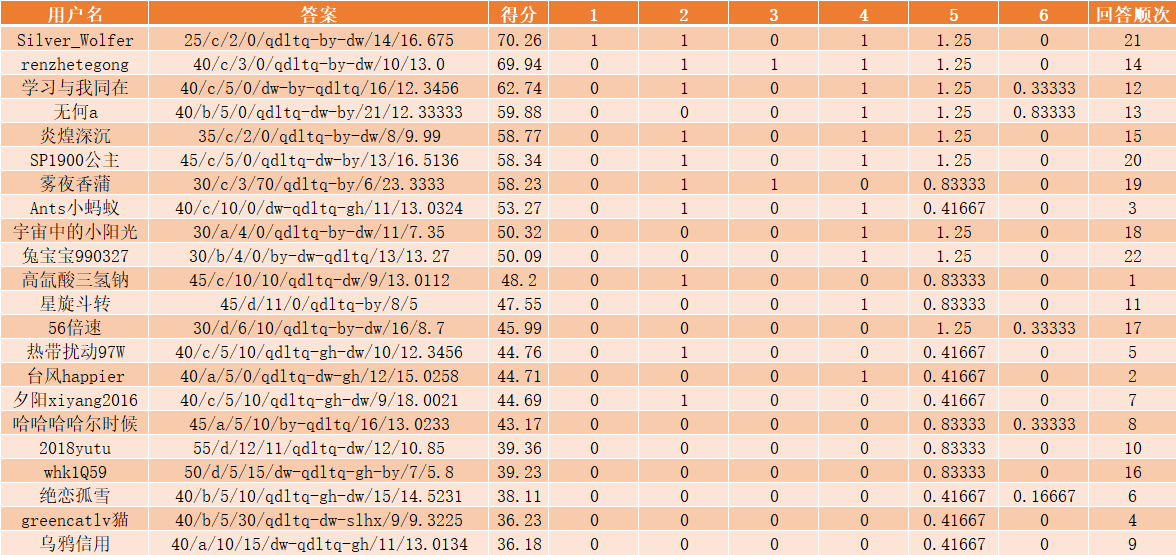 用户名 答案 得分 1 2 3 4 5 6 回答顺次
Silver_Wolfer 25/c/2/0/qdltq-by-dw/14/16.675 70.26 1 1 0 1 1.25 0 21
renzhetegong 40/c/3/0/qdltq-by-dw/10/13.0 69.94 0 1 1 1 1.25 0 14
学习与我同在 40/c/5/0/dw-by-qdltq/16/12.3456 62.74 0 1 0 1 1.25 0.33333 12
无何a 40/b/5/0/qdltq-dw-by/21/12.33333 59.88 0 0 0 1 1.25 0.83333 13
炎煌深沉 35/c/2/0/qdltq-by-dw/8/9.99 58.77 0 1 0 1 1.25 0 15
SP1900公主 45/c/5/0/qdltq-dw-by/13/16.5136 58.34 0 1 0 1 1.25 0 20
雾夜香蒲 30/c/3/70/qdltq-by/6/23.3333 58.23 0 1 1 0 0.83333 0 19
Ants小蚂蚁 40/c/10/0/dw-qdltq-gh/11/13.0324 53.27 0 1 0 1 0.41667 0 3
宇宙中的小阳光 30/a/4/0/qdltq-by-dw/11/7.35 50.32 0 0 0 1 1.25 0 18
兔宝宝990327 30/b/4/0/by-dw-qdltq/13/13.27 50.09 0 0 0 1 1.25 0 22
高氙酸三氢钠 45/c/10/10/qdltq-dw/9/13.0112 48.2 0 1 0 0 0.83333 0 1
星旋斗转 45/d/11/0/qdltq-by/8/5 47.55 0 0 0 1 0.83333 0 11
56倍速 30/d/6/10/qdltq-by-dw/16/8.7 45.99 0 0 0 0 1.25 0.33333 17
热带扰动97W 40/c/5/10/qdltq-gh-dw/10/12.3456 44.76 0 1 0 0 0.41667 0 5
台风happier 40/a/5/0/qdltq-dw-gh/12/15.0258 44.71 0 0 0 1 0.41667 0 2
夕阳xiyang2016 40/c/5/10/qdltq-gh-dw/9/18.0021 44.69 0 1 0 0 0.41667 0 7
哈哈哈哈尔时候 45/a/5/10/by-qdltq/16/13.0233 43.17 0 0 0 0 0.83333 0.33333 8
2018yutu 55/d/12/11/qdltq-dw/12/10.85 39.36 0 0 0 0 0.83333 0 10
whk1Q59 50/d/5/15/dw-qdltq-gh-by/7/5.8 39.23 0 0 0 0 0.83333 0 16
绝恋孤雪 40/b/5/10/qdltq-gh-dw/15/14.5231 38.11 0 0 0 0 0.41667 0.16667 6
greencatlv猫 40/b/5/30/qdltq-dw-slhx/9/9.3225 36.23 0 0 0 0 0.41667 0 4
乌鸦信用 40/a/10/15/dw-qdltq-gh/11/13.0134 36.18 0 0 0 0 0.41667 0 9